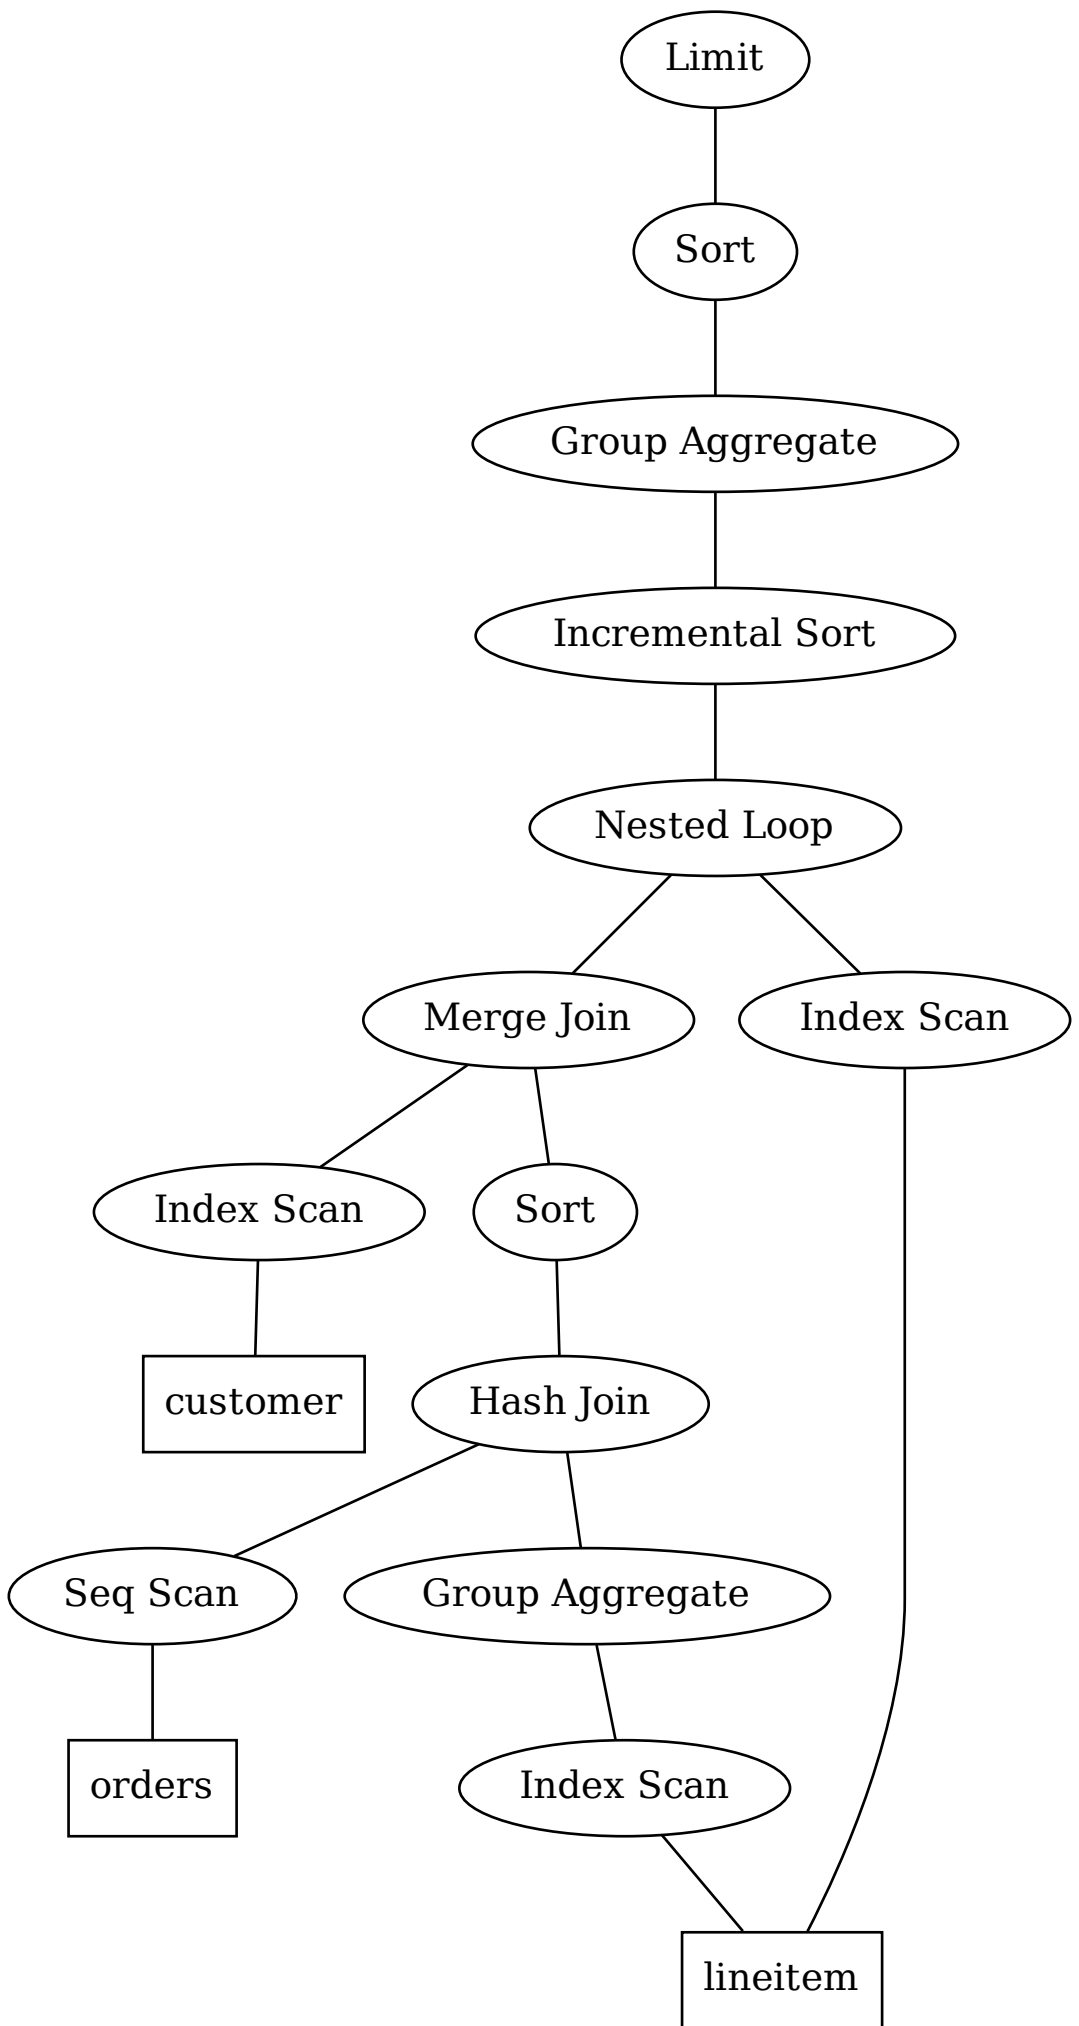 Limit
Sort
Group Aggregate
Incremental Sort
Nested Loop
Merge Join
Index Scan
Index Scan
Sort
customer
Hash Join
Seq Scan
Group Aggregate
orders
Index Scan
lineitem